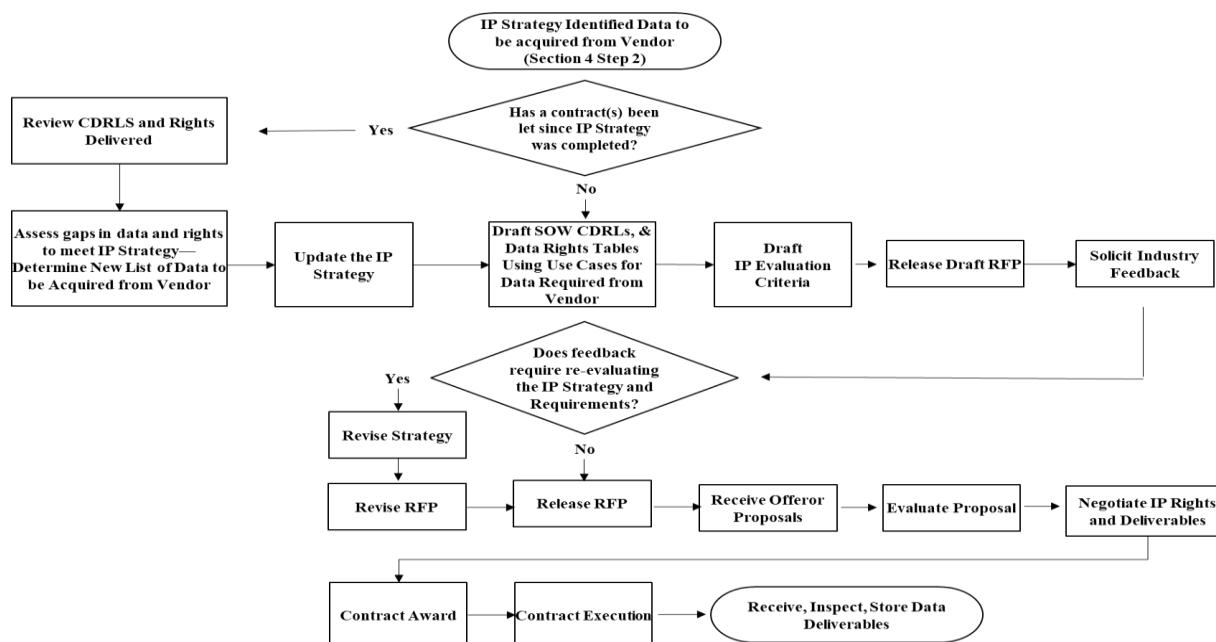 IP Strategy Identified Data to
be acquired from Vendor
(Section 4 Step 2)
Has a contract(s) been
let since IP Strategy
was completed?
Yes
Review CDRLS and Rights
Delivered
No
Assess gaps in data and rights
to meet IP Strategy—
Determine New List of Data to
be Acquired from Vendor
Update the IP
Strategy
Draft SOW CDRLs, &
Data Rights Tables
Using Use Cases for
Data Required from
Vendor
Draft
IP Evaluation
Criteria
Release Draft RFP
Solicit Industry
Feedback
Does feedback
require re-evaluating
the IP Strategy and
Requirements?
Yes
Revise Strategy
No
Revise RFP
Release RFP
Receive Offeror
Proposals
Evaluate Proposal
Negotiate IP Rights
and Deliverables
Contract Award
Contract Execution
Receive, Inspect, Store Data
Deliverables